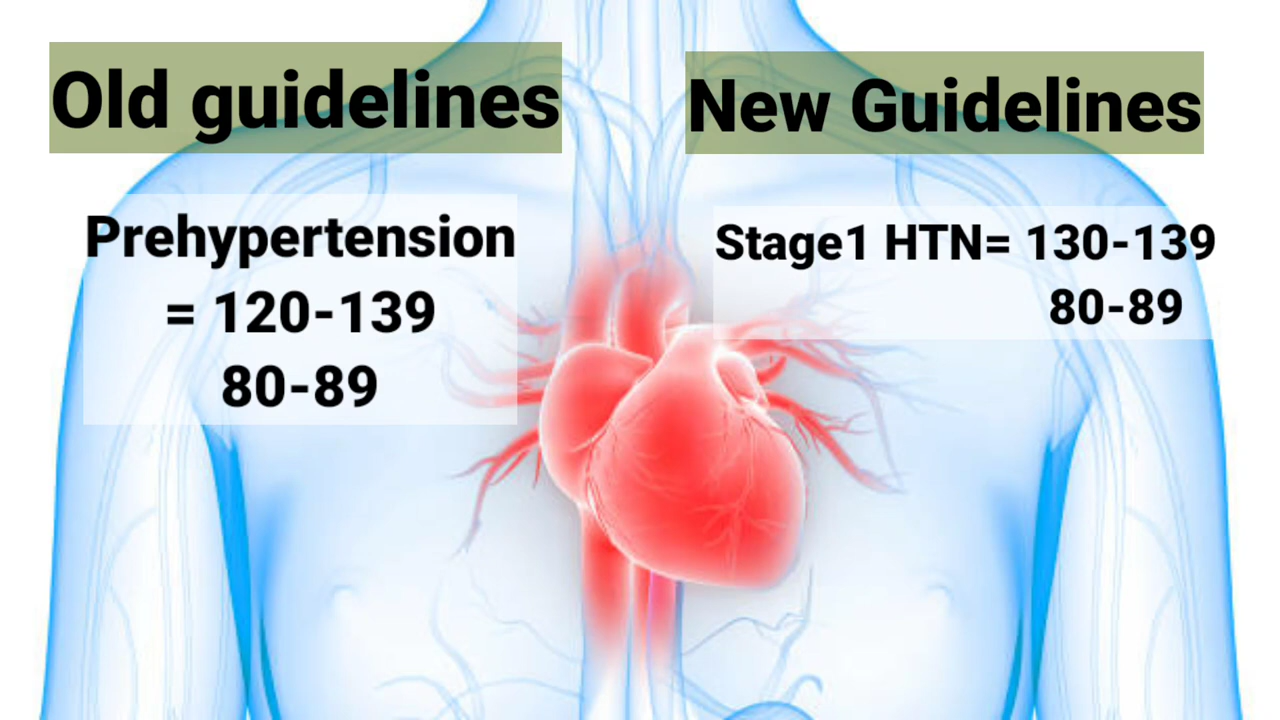 Old guidelines
Prehypertension
= 120-139
80-89
New Guidelines
Stage1 HTN= 130-139
80-89